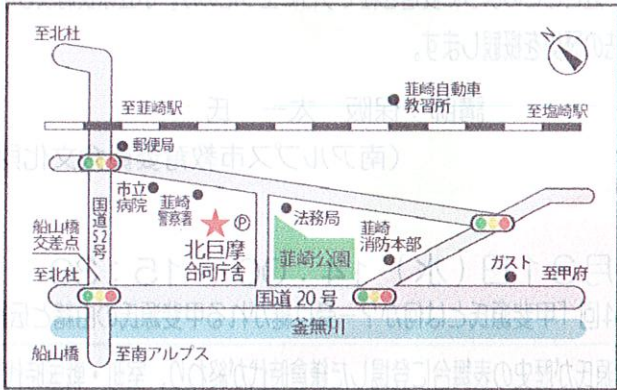 至北杜
N
韮崎自動車
教習所
至韮崎駅
至塩崎駅
郵便局
市立
病院
韮崎
警察署
Ⓟ
法務局
国道52号
船山橋
交差点
北巨摩
合同庁舎
韮崎公園
韮崎
消防本部
ガスト
至北杜
国道20号
至甲府
釜無川
船山橋
至南アルプス